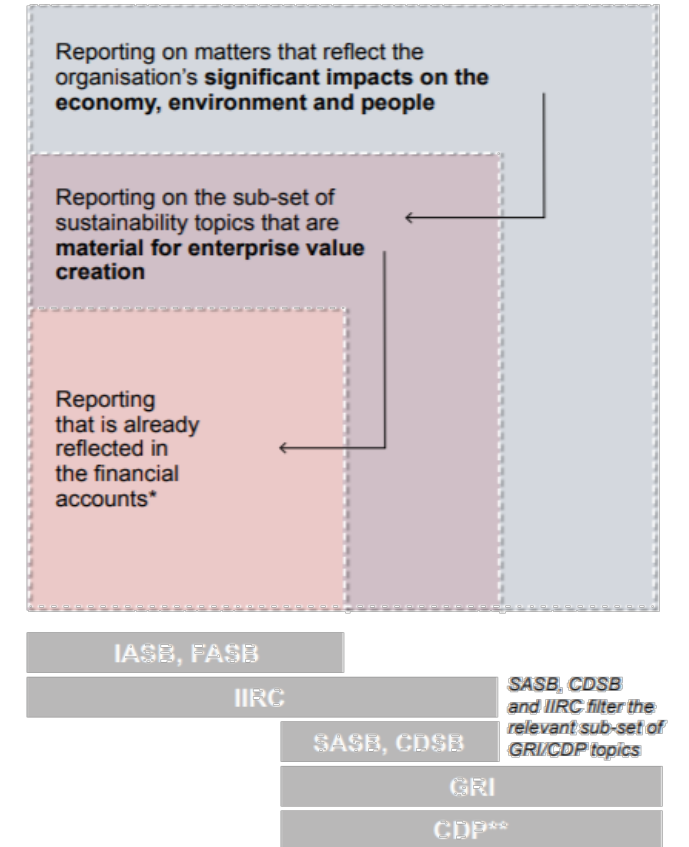 Reporting on matters that reflect the
organisation's significant impacts on the
economy, environment and people
Reporting on the sub-set of
sustainability topics that are
material for enterprise value
creation
Reporting
that is already
reflected in
the financial
accounts*
IASB, FASB
IIRC
SASB, CDSB
and IIRC filter the
relevant sub-set of
GRI/CDP topics
SASB, CDSB
GRI
CDP**